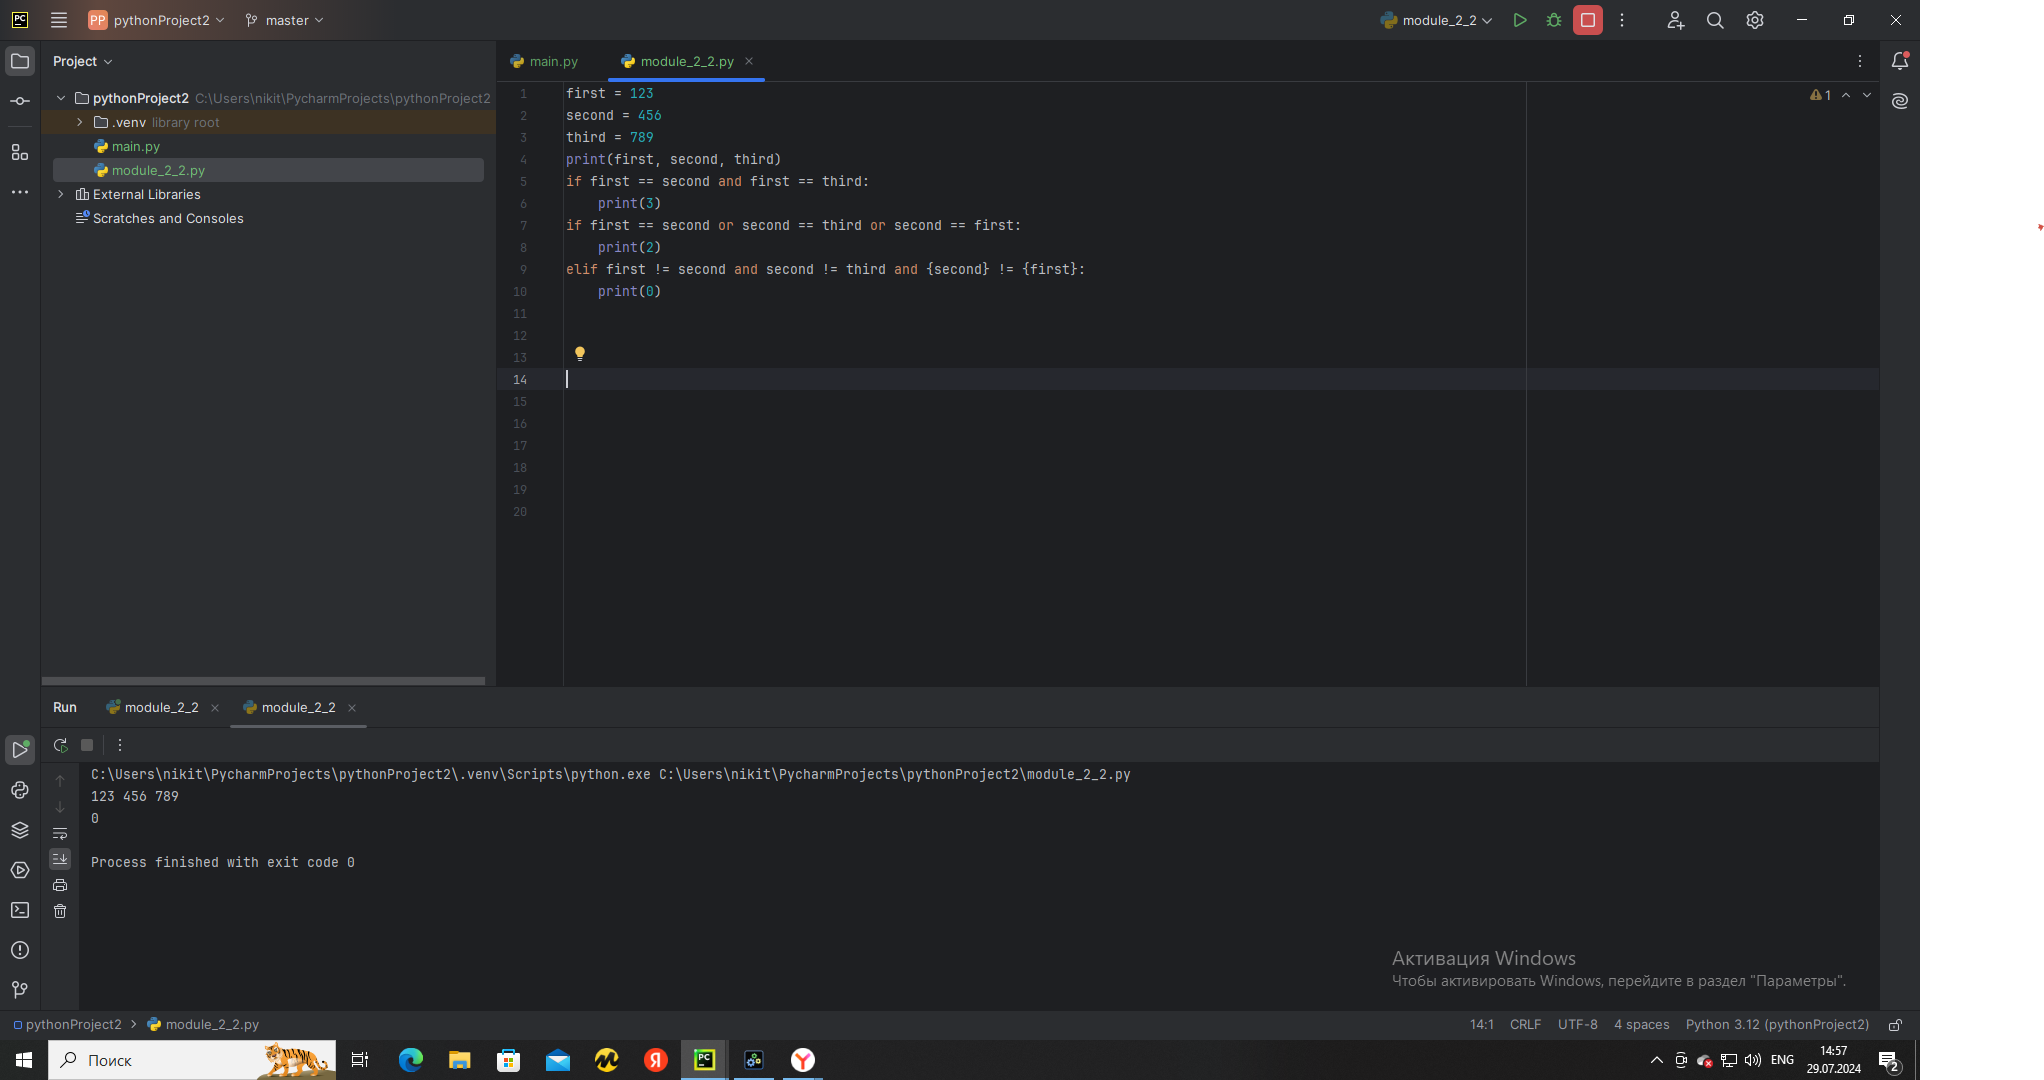 PC PP pythonProject2 master module_2_2
Project
main.py module_2_2.py
pythonProject2 C:\Users\nikit\PycharmProjects\pythonProject2
.venv library root
main.py
module_2_2.py
External Libraries
Scratches and Consoles
1 first = 123
2 second = 456
3 third = 789
4 print(first, second, third)
5 if first == second and first == third:
6 print(3)
7 if first == second or second == third or second == first:
8 print(2)
9 elif first != second and second != third and {second} != {first}:
10 print(0)
11
12
13
14
15
16
17
18
19
20
1
Run module_2_2 module_2_2
C:\Users\nikit\PycharmProjects\pythonProject2\.venv\Scripts\python.exe C:\Users\nikit\PycharmProjects\pythonProject2\module_2_2.py
123 456 789
0
Process finished with exit code 0
Активация Windows
Чтобы активировать Windows, перейдите в раздел "Параметры".
pythonProject2 module_2_2.py 14:1 CRLF UTF-8 4 spaces Python 3.12 (pythonProject2)
Поиск Я PC Y ENG 14:57
29.07.2024 2